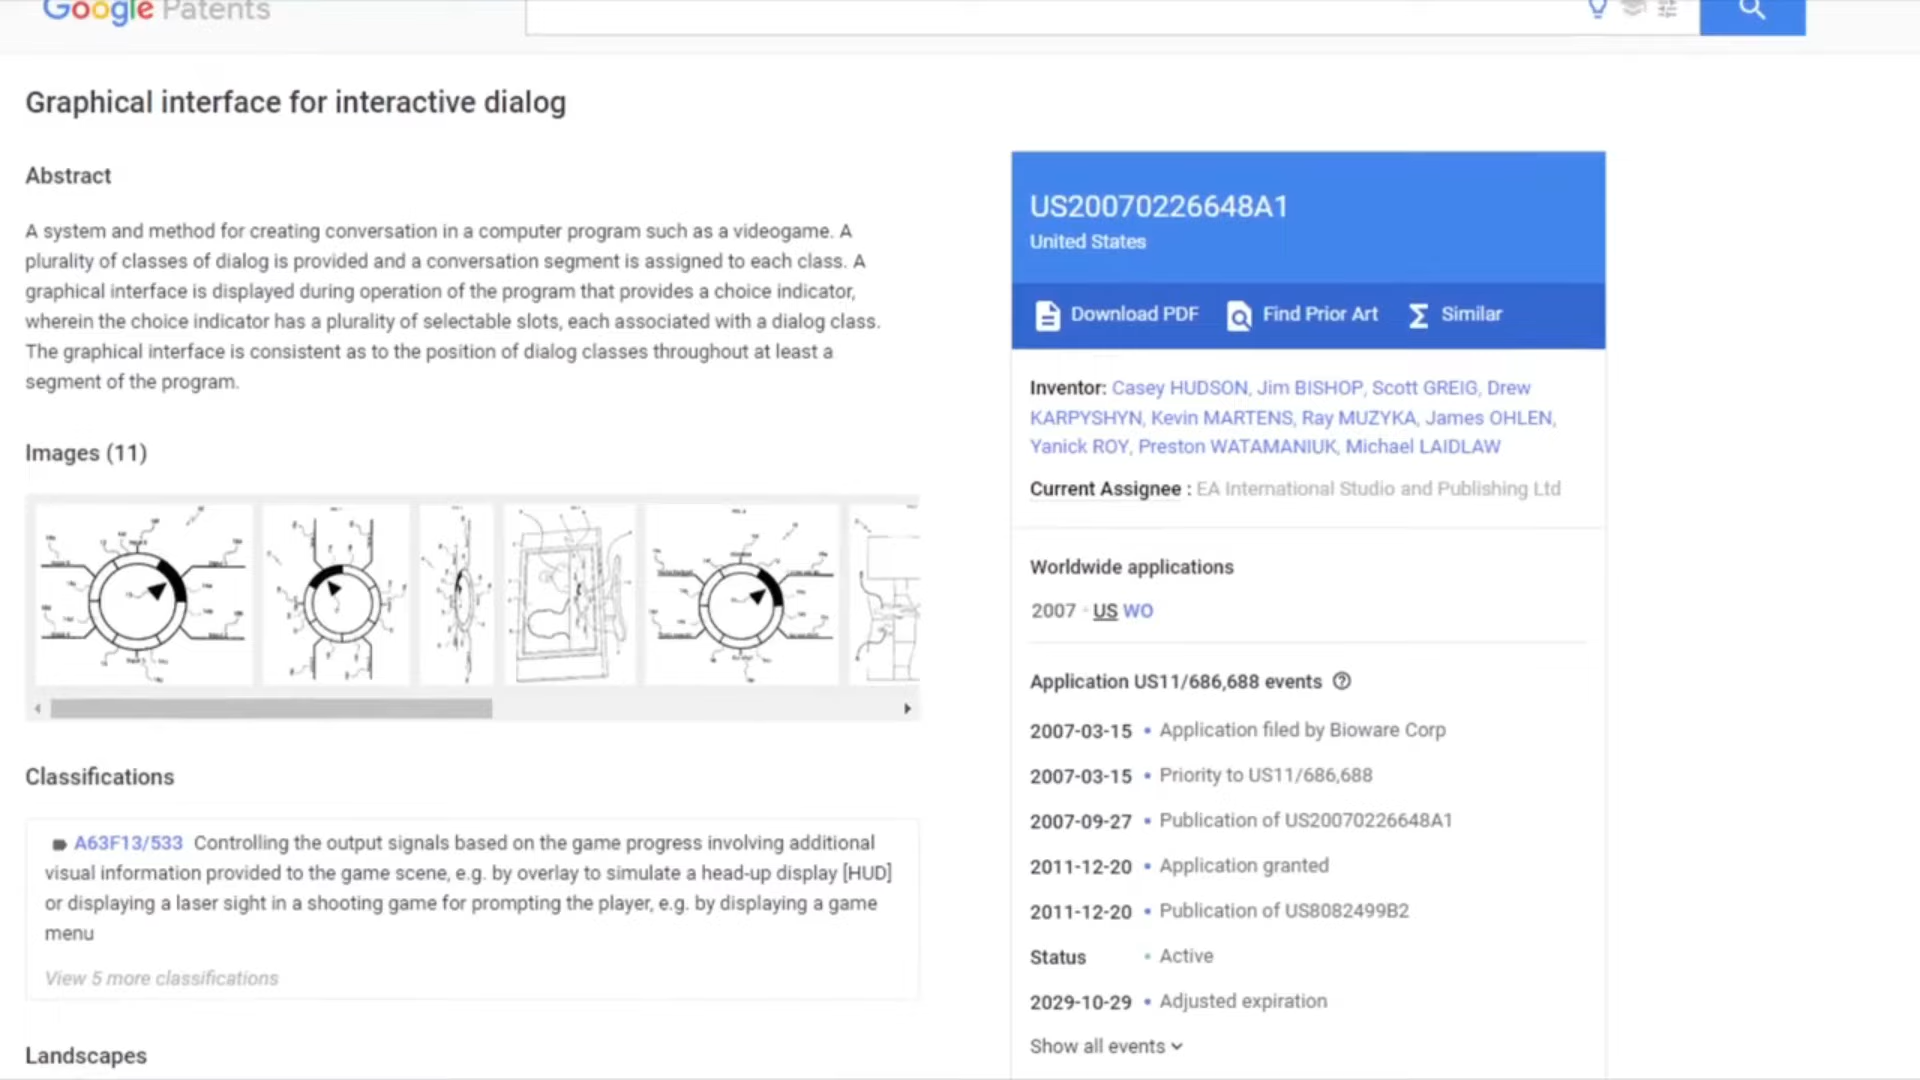 Google Patents
Graphical interface for interactive dialog
Abstract
A system and method for creating conversation in a computer program such as a videogame. A
plurality of classes of dialog is provided and a conversation segment is assigned to each class. A
graphical interface is displayed during operation of the program that provides a choice indicator,
wherein the choice indicator has a plurality of selectable slots, each associated with a dialog class.
The graphical interface is consistent as to the position of dialog classes throughout at least a
segment of the program.
Images (11)
Classifications
A63F13/533 Controlling the output signals based on the game progress involving additional
visual information provided to the game scene, e.g. by overlay to simulate a head-up display [HUD]
or displaying a laser sight in a shooting game for prompting the player, e.g. by displaying a game
menu
View 5 more classifications
Landscapes
US20070226648A1
United States
Download PDF Find Prior Art Similar
Inventor: Casey HUDSON, Jim BISHOP, Scott GREIG, Drew
KARPYSHYN, Kevin MARTENS, Ray MUZYKA, James OHLEN,
Yanick ROY, Preston WATAMANIUK, Michael LAIDLAW
Current Assignee : EA International Studio and Publishing Ltd
Worldwide applications
2007 US WO
Application US11/686,688 events
2007-03-15 • Application filed by Bioware Corp
2007-03-15 • Priority to US11/686,688
2007-09-27 • Publication of US20070226648A1
2011-12-20 • Application granted
2011-12-20 • Publication of US8082499B2
Status • Active
2029-10-29 • Adjusted expiration
Show all events